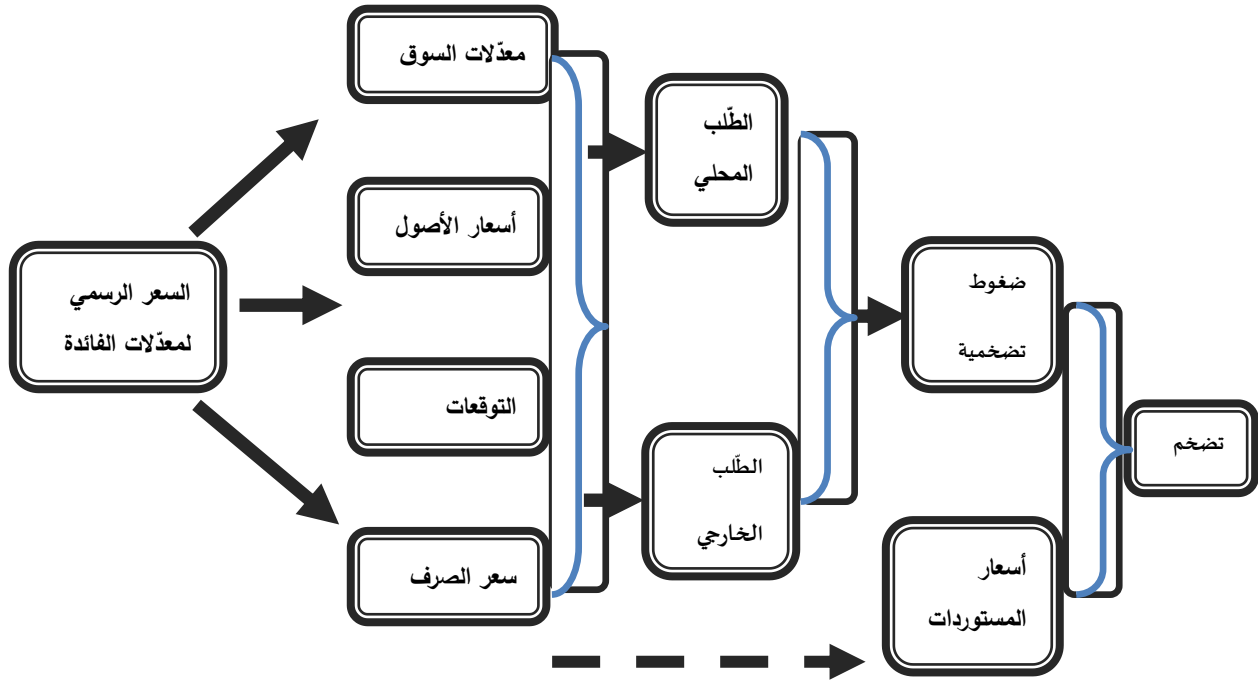 السعر الرسمي
لمعدّلات الفائدة
معدّلات السوق
أسعار الأصول
التوقعات
سعر الصرف
الطّلب
المحلي
الطّلب
الخارجي
ضغوط
تضخمية
أسعار
المستوردات
تضخم